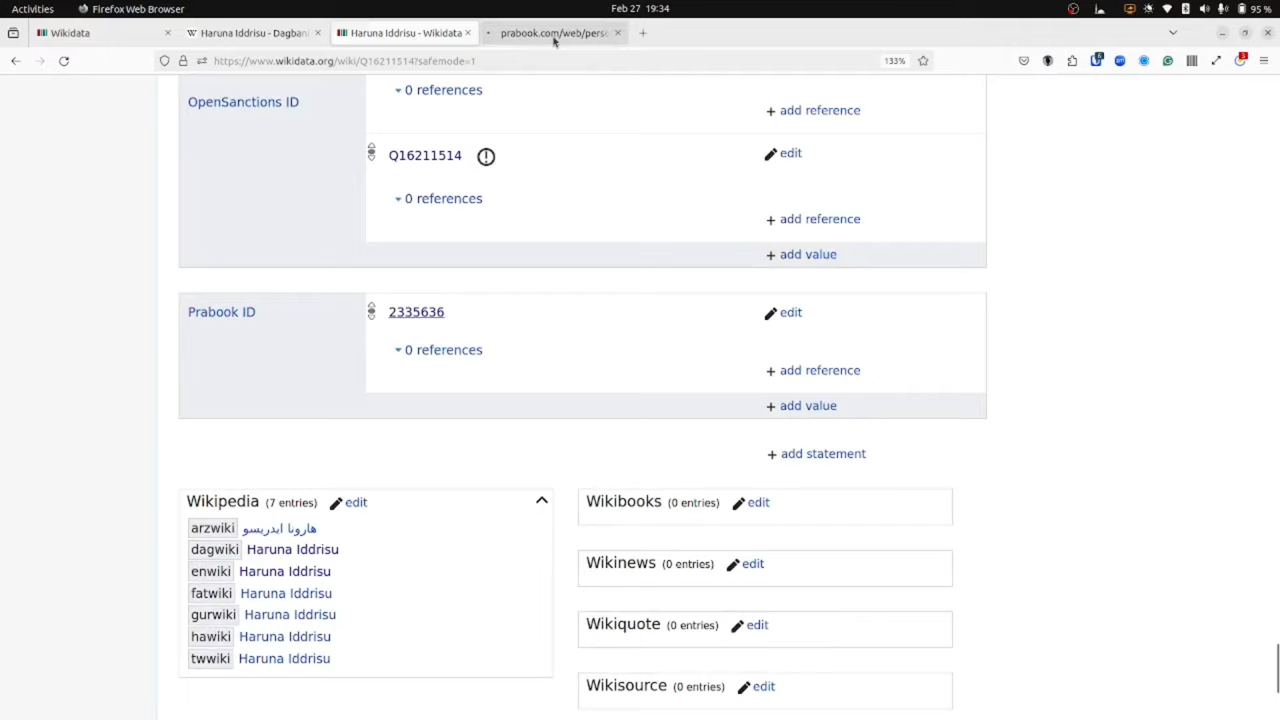 Activities Firefox Web Browser Feb 27 19:34 95 %
Wikidata Haruna Iddrisu - Dagban Haruna Iddrisu - Wikidata prabook.com/web/perso
https://www.wikidata.org/wiki/Q16211514?safemode=1 133%
0 references
OpenSanctions ID
+ add reference
Q16211514 edit
0 references
+ add reference
+ add value
Prabook ID 2335636 edit
0 references
+ add reference
+ add value
+ add statement
Wikipedia (7 entries) edit
arzwiki هارونا ايدريسو
dagwiki Haruna Iddrisu
enwiki Haruna Iddrisu
fatwiki Haruna Iddrisu
gurwiki Haruna Iddrisu
hawiki Haruna Iddrisu
twwiki Haruna Iddrisu
Wikibooks (0 entries) edit
Wikinews (0 entries) edit
Wikiquote (0 entries) edit
Wikisource (0 entries) edit